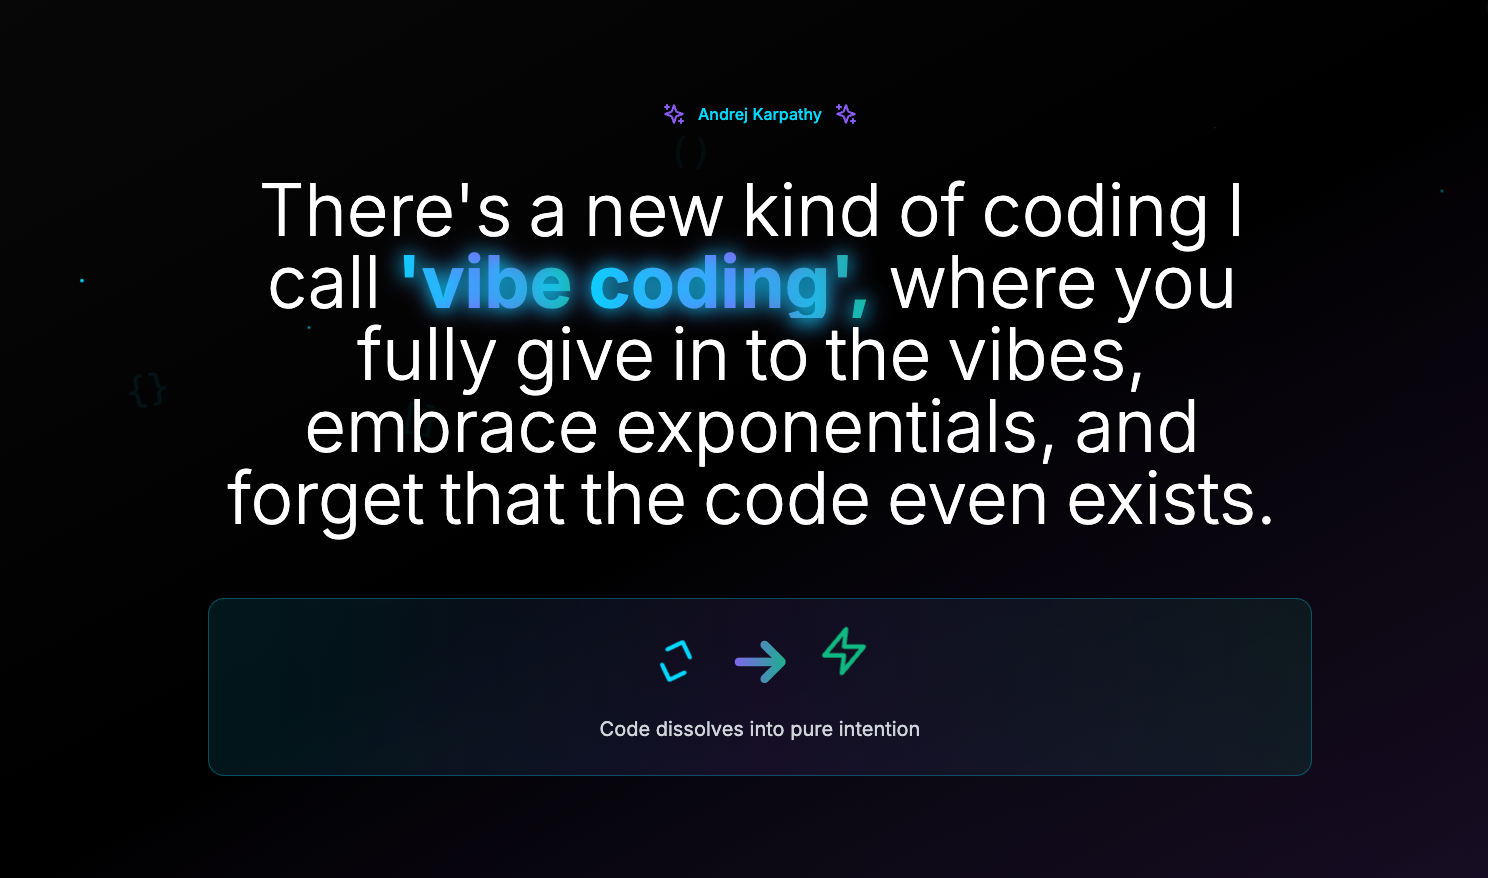 Andrej Karpathy
()
There's a new kind of coding I
call 'vibe coding', where you
fully give in to the vibes,
{}
embrace exponentials, and
forget that the code even exists.
Code dissolves into pure intention